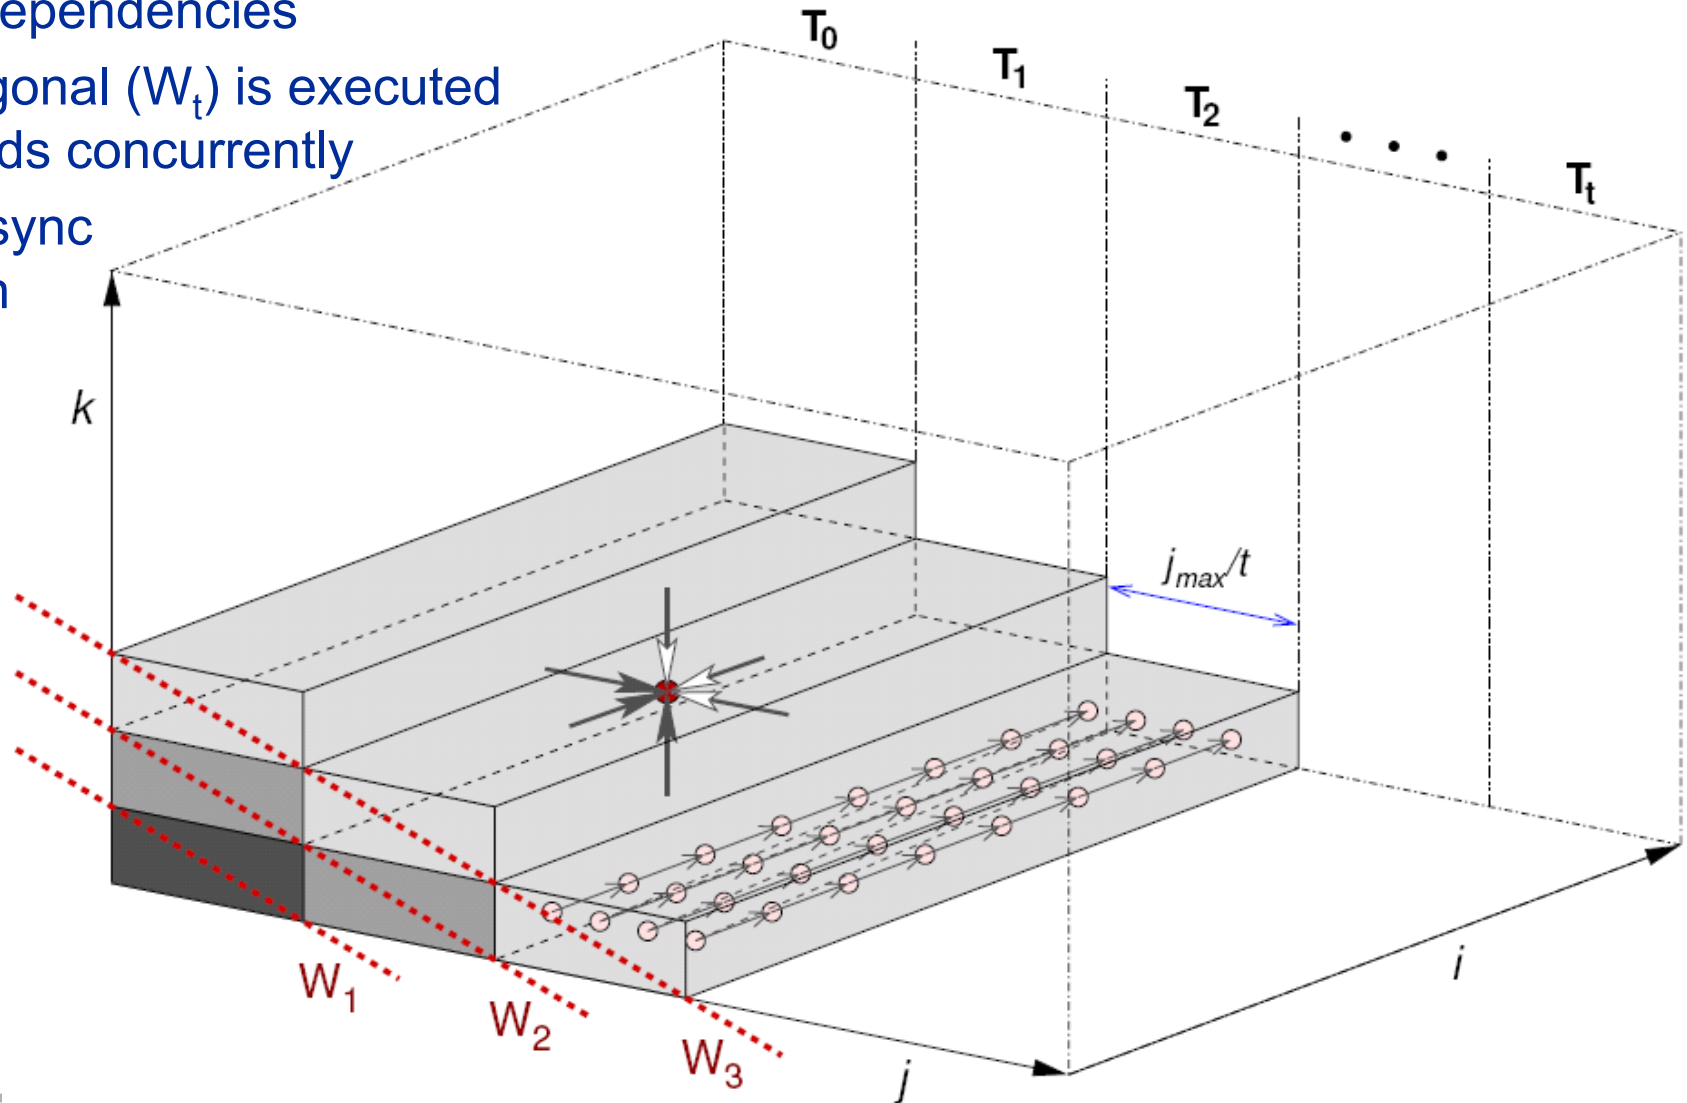 ependencies
gonal (Wt) is executed
ds concurrently
sync
T0
T1
T2
Tt
k
jmax/t
i
W1
W2
W3
j